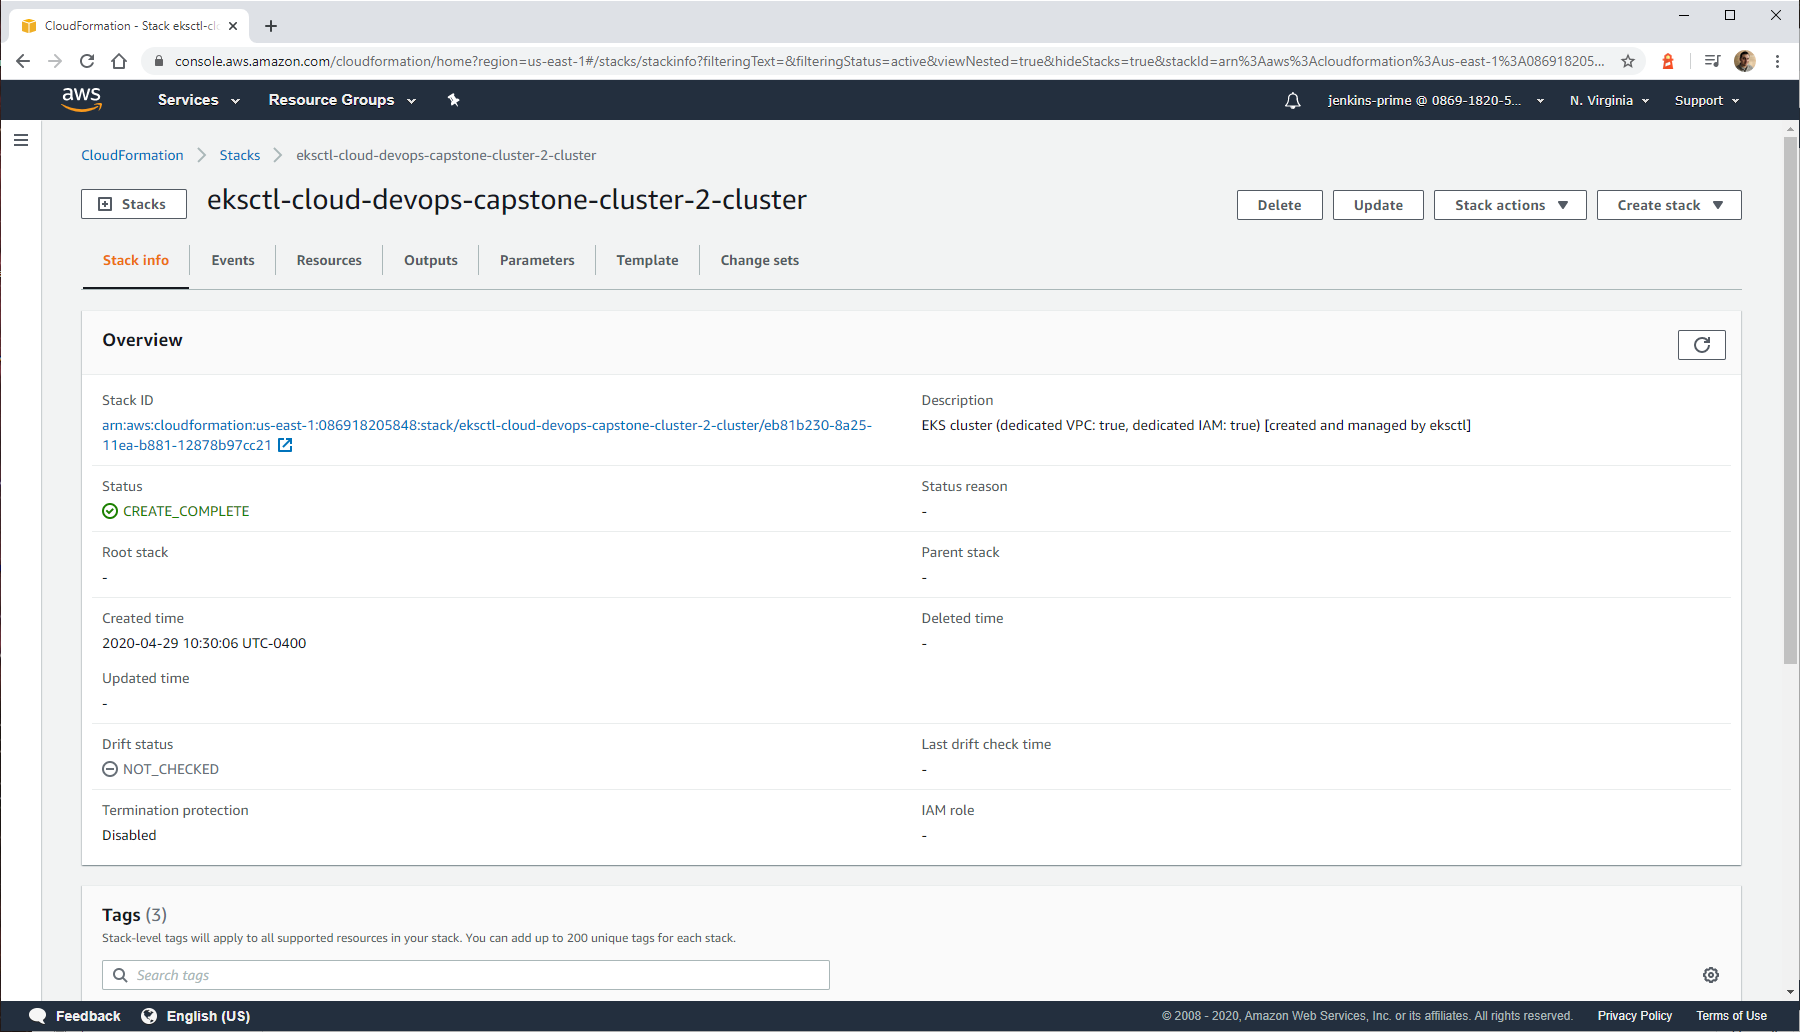 CloudFormation - Stack eksctl-cl
console.aws.amazon.com/cloudformation/home?region=us-east-1#/stacks/stackinfo?filteringText=&filteringStatus=active&viewNested=true&hideStacks=true&stackId=arn%3Aaws%3Acloudformation%3Aus-east-1%3A086918205...
aws Services Resource Groups jenkins-prime @ 0869-1820-5... N. Virginia Support
CloudFormation Stacks eksctl-cloud-devops-capstone-cluster-2-cluster
Stacks eksctl-cloud-devops-capstone-cluster-2-cluster Delete Update Stack actions Create stack
Stack info Events Resources Outputs Parameters Template Change sets
Overview
Stack ID
arn:aws:cloudformation:us-east-1:086918205848:stack/eksctl-cloud-devops-capstone-cluster-2-cluster/eb81b230-8a25-
11ea-b881-12878b97cc21
Description
EKS cluster (dedicated VPC: true, dedicated IAM: true) [created and managed by eksctl]
Status
CREATE_COMPLETE
Status reason
-
Root stack
-
Parent stack
-
Created time
2020-04-29 10:30:06 UTC-0400
Deleted time
-
Updated time
-
Drift status
NOT_CHECKED
Last drift check time
-
Termination protection
Disabled
IAM role
-
Tags (3)
Stack-level tags will apply to all supported resources in your stack. You can add up to 200 unique tags for each stack.
Search tags
Feedback English (US) © 2008 - 2020, Amazon Web Services, Inc. or its affiliates. All rights reserved. Privacy Policy Terms of Use